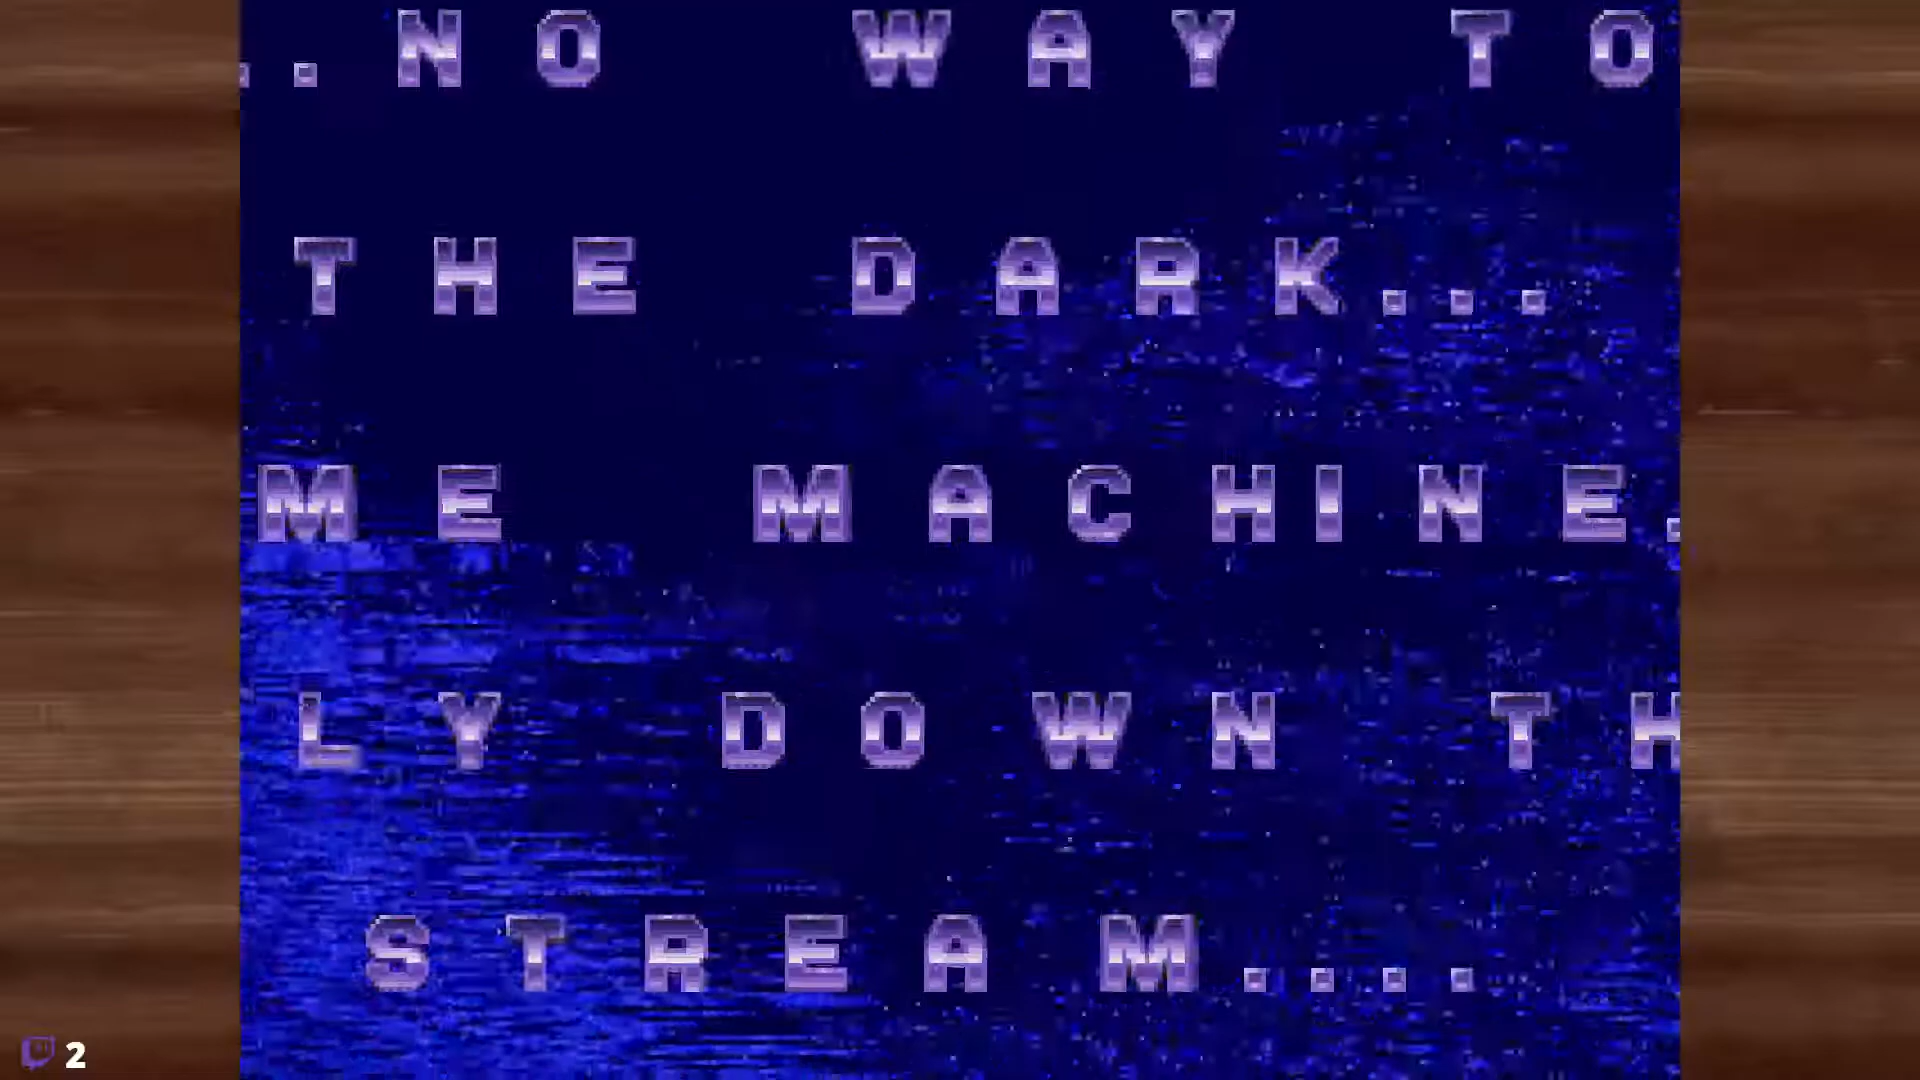 ..NO WAY TO
THE DARK...
ME MACHINE.
LY DOWN TH
STREAM....
2